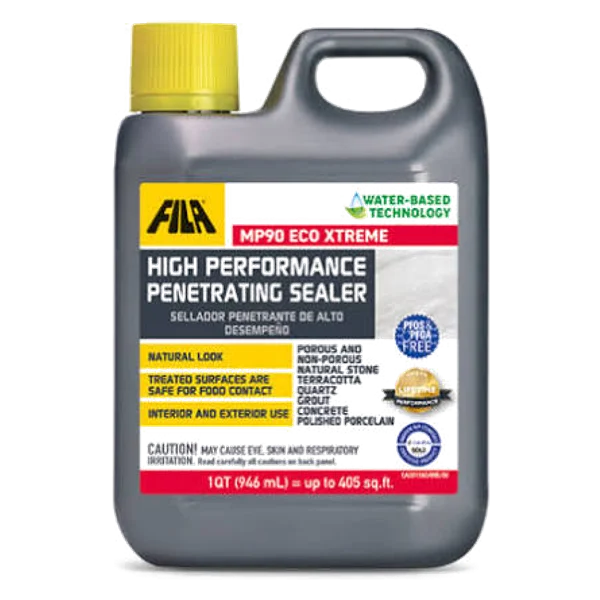 FILA
WATER-BASED
TECHNOLOGY
MP90 ECO XTREME
HIGH PERFORMANCE
PENETRATING SEALER
SELLADOR PENETRANTE DE ALTO
DESEMPEÑO
NATURAL LOOK
TREATED SURFACES ARE
SAFE FOR FOOD CONTACT
INTERIOR AND EXTERIOR USE
POROUS AND
NON-POROUS
NATURAL STONE
TERRACOTTA
QUARTZ
GROUT
CONCRETE
POLISHED PORCELAIN
PFOS &
PFOA
FREE
LIFETIME
PERFORMANCE
CAUTION! MAY CAUSE EYE, SKIN AND RESPIRATORY
IRRITATION. Read carefully all cautions on back panel.
1QT (946 mL) = up to 405 sq.ft.